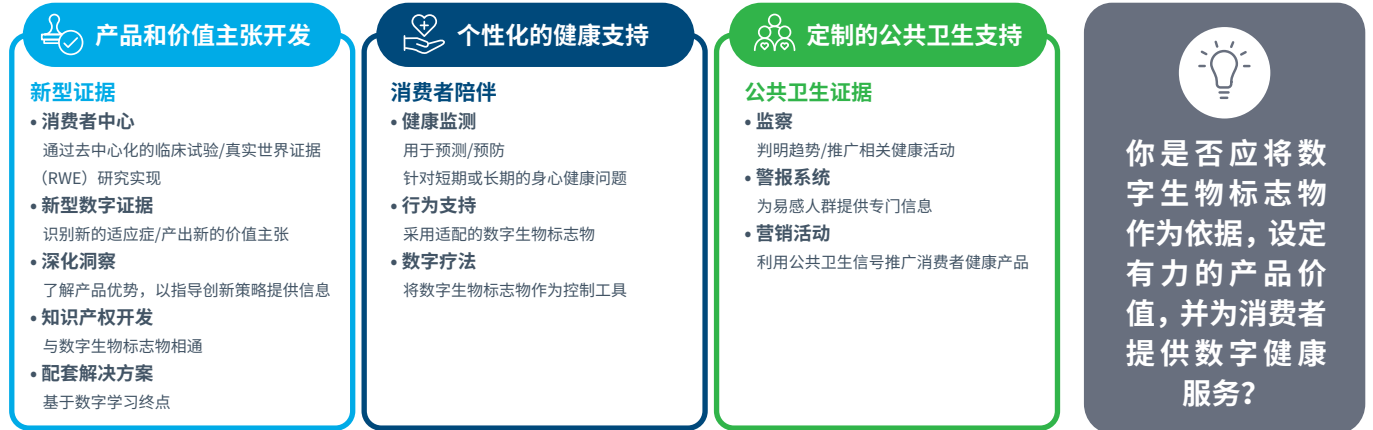 产品和价值主张开发
新型证据
• 消费者中心
通过去中心化的临床试验/真实世界证据
（RWE）研究实现
• 新型数字证据
识别新的适应症/产出新的价值主张
• 深化洞察
了解产品优势，以指导创新策略提供信息
• 知识产权开发
与数字生物标志物相通
• 配套解决方案
基于数字学习终点
个性化的健康支持
消费者陪伴
• 健康监测
用于预测/预防
针对短期或长期的身心健康问题
• 行为支持
采用适配的数字生物标志物
• 数字疗法
将数字生物标志物作为控制工具
定制的公共卫生支持
公共卫生证据
• 监察
判明趋势/推广相关健康活动
• 警报系统
为易感人群提供专门信息
• 营销活动
利用公共卫生信号推广消费者健康产品
你是否应将数
字生物标志物
作为依据，设定
有力的产品价
值，并为消费者
提供数字健康
服务？